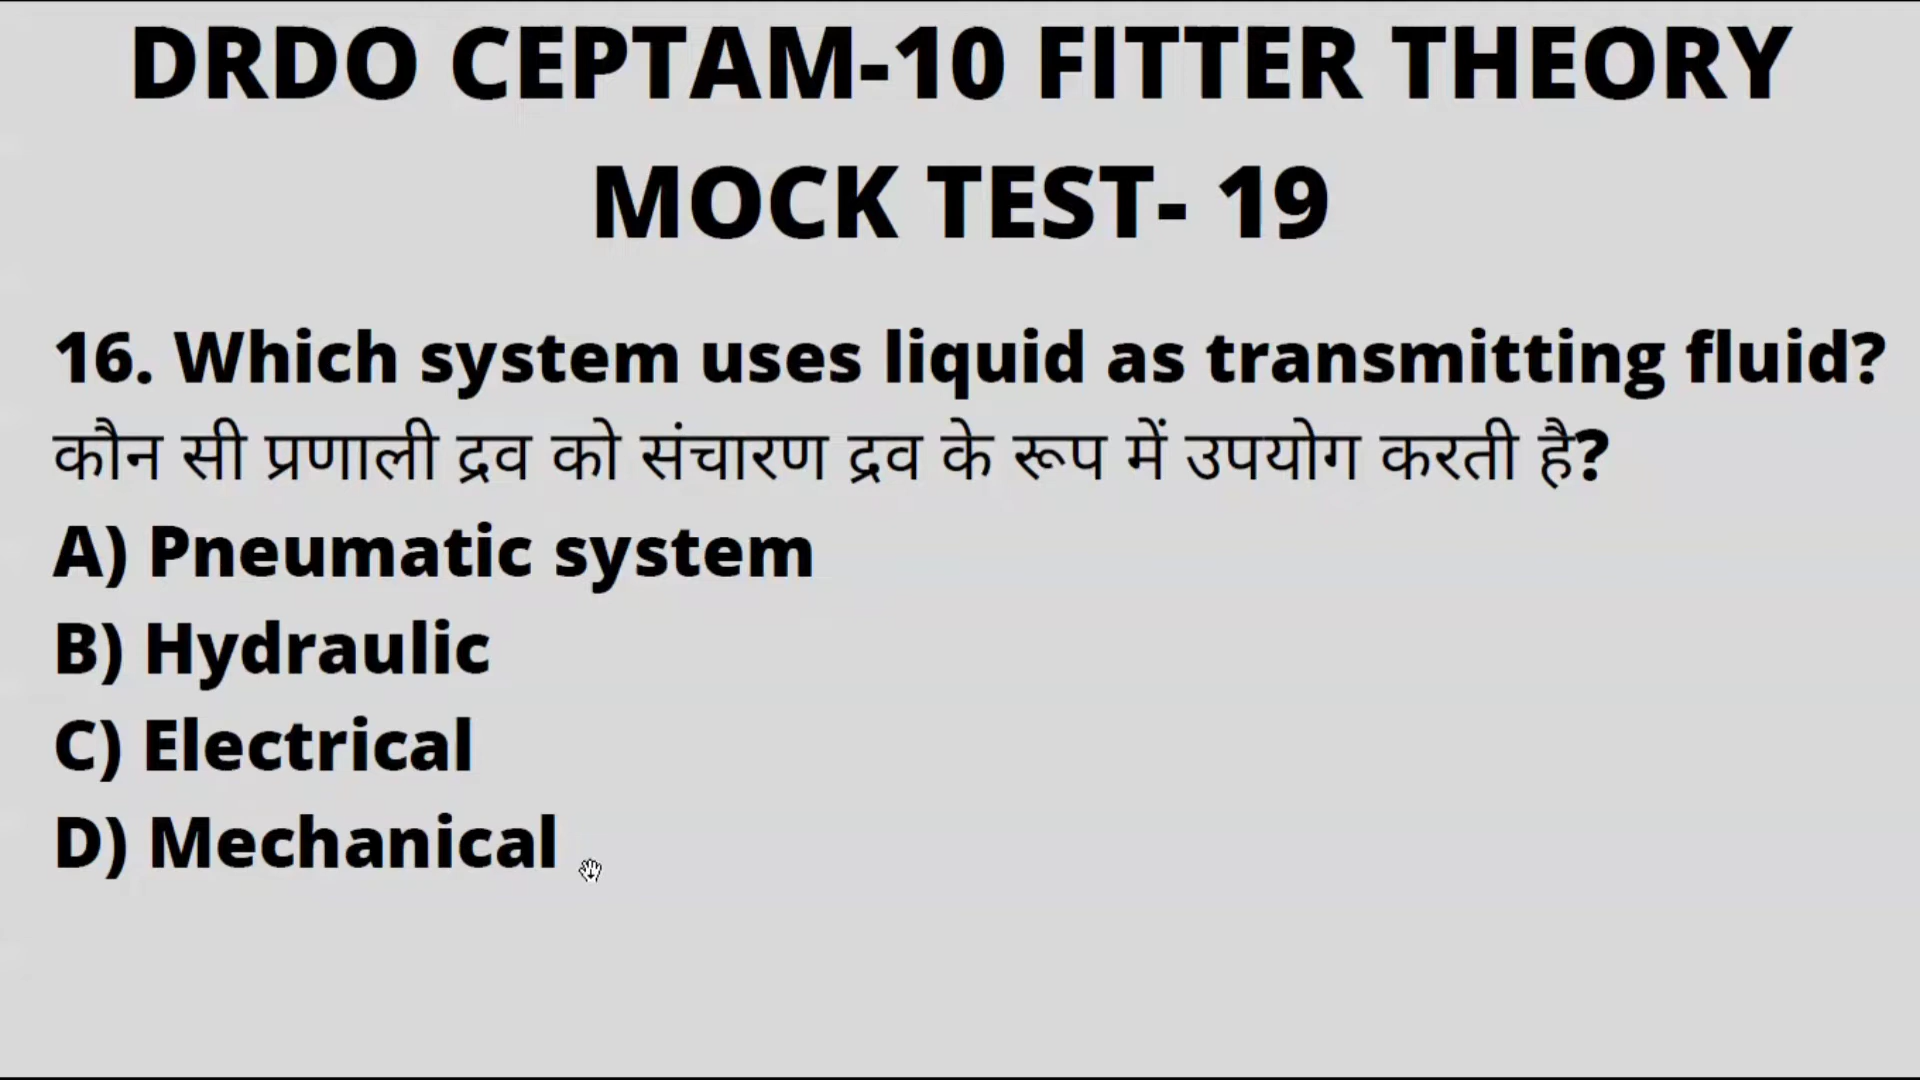 DRDO CEPTAM-10 FITTER THEORY
MOCK TEST- 19
16. Which system uses liquid as transmitting fluid?
कौन सी प्रणाली द्रव को संचारण द्रव के रूप में उपयोग करती है?
A) Pneumatic system
B) Hydraulic
C) Electrical
D) Mechanical